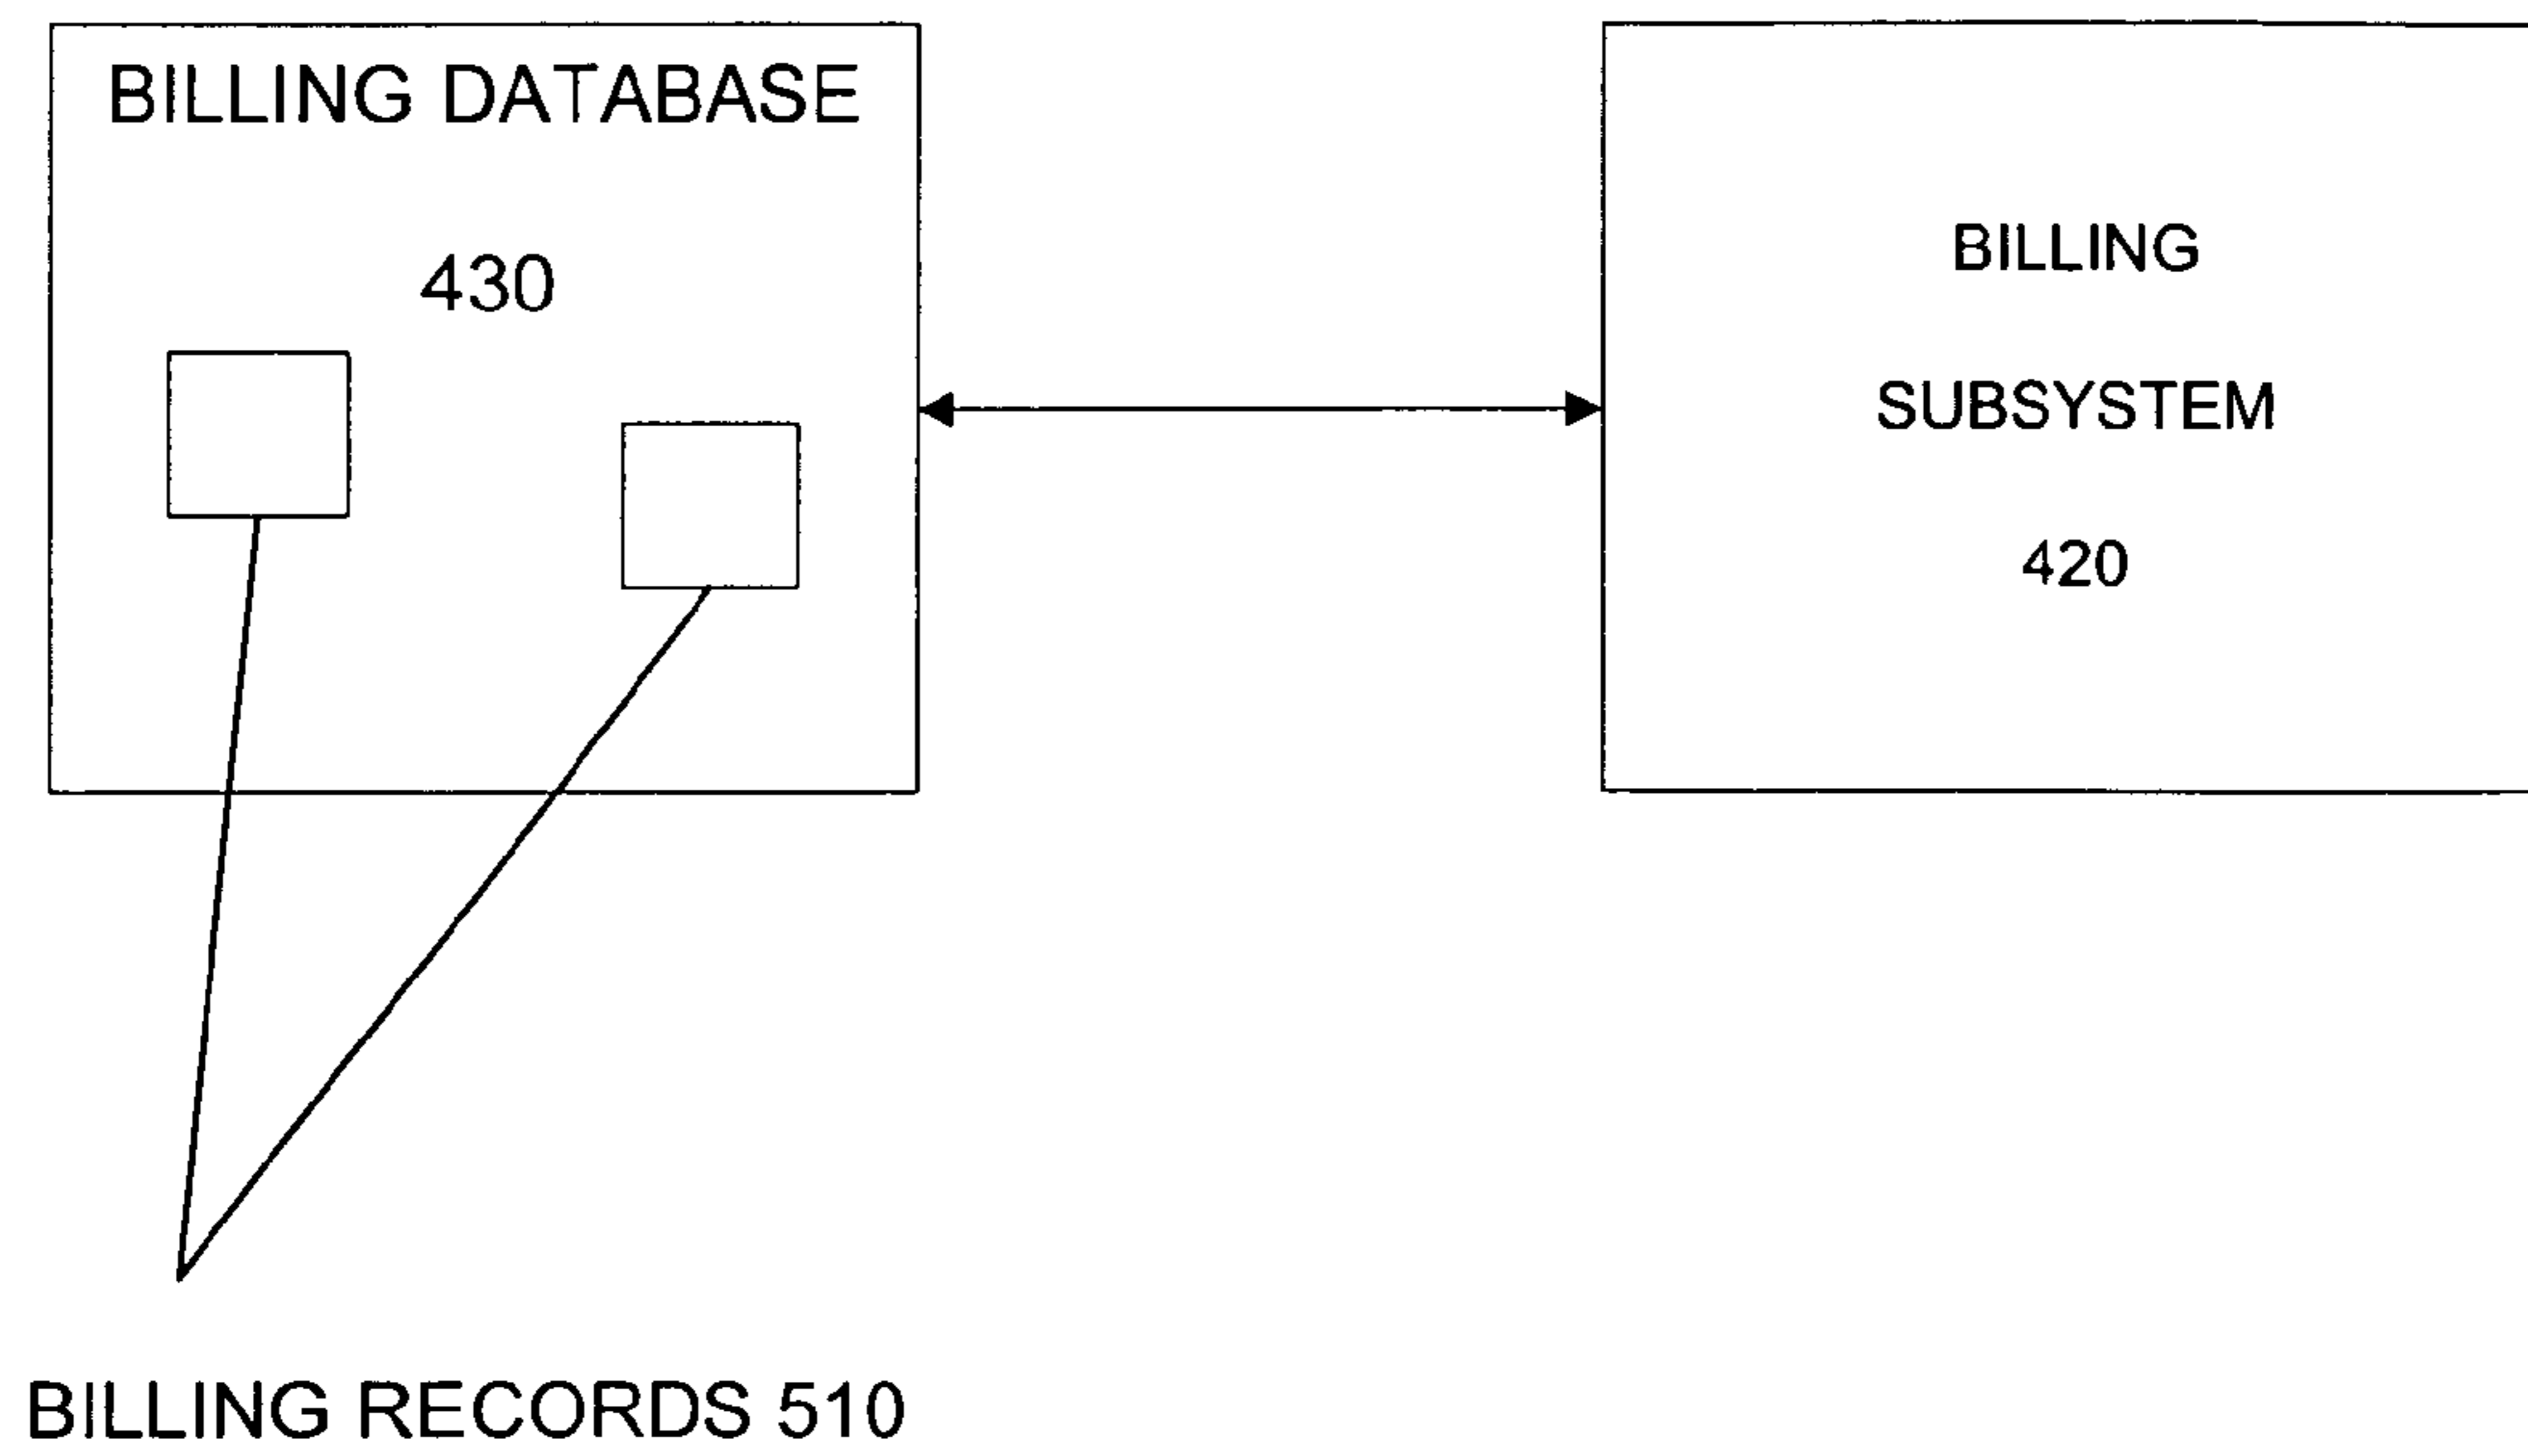 BILLING DATABASE
430
BILLING
SUBSYSTEM
420
BILLING RECORDS 510